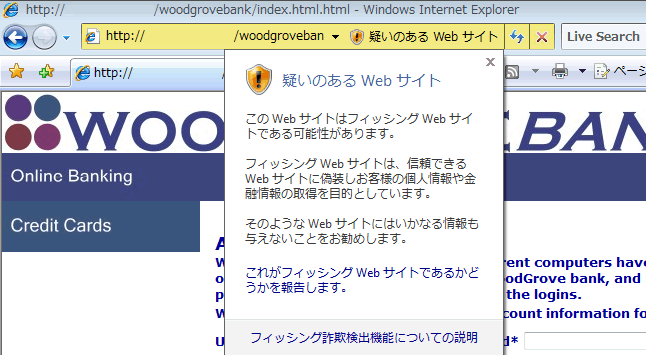 http:// /woodgrovebank/index.html.html - Windows Internet Explorer
http:// /woodgroveban 疑いのある Web サイト Live Search
http:// ページ
疑いのある Web サイト
WOO E BAN
この Web サイトはフィッシング Web サイ
トである可能性があります。
Online Banking
フィッシング Web サイトは、信頼できる
Web サイトに偽装しお客様の個人情報や金
融情報の取得を目的としています。
Credit Cards
そのような Web サイトにはいかなる情報も
与えないことをお勧めします。
A
W rent computers have
これがフィッシング Web サイトであるかど
o oodGrove bank, and
うかを報告します。
p the logins.
W count information fo
フィッシング詐欺検出機能についての説明
U d*